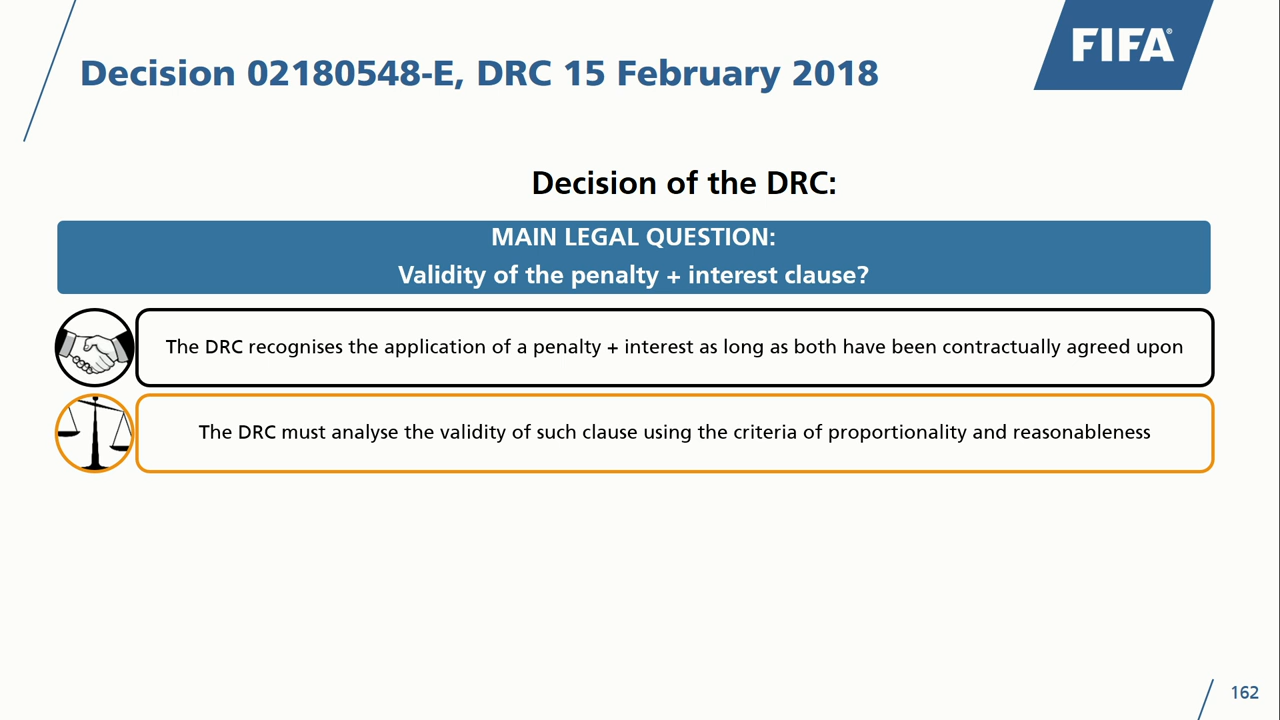 FIFA®
Decision 02180548-E, DRC 15 February 2018
Decision of the DRC:
MAIN LEGAL QUESTION:
Validity of the penalty + interest clause?
The DRC recognises the application of a penalty + interest as long as both have been contractually agreed upon
The DRC must analyse the validity of such clause using the criteria of proportionality and reasonableness
162